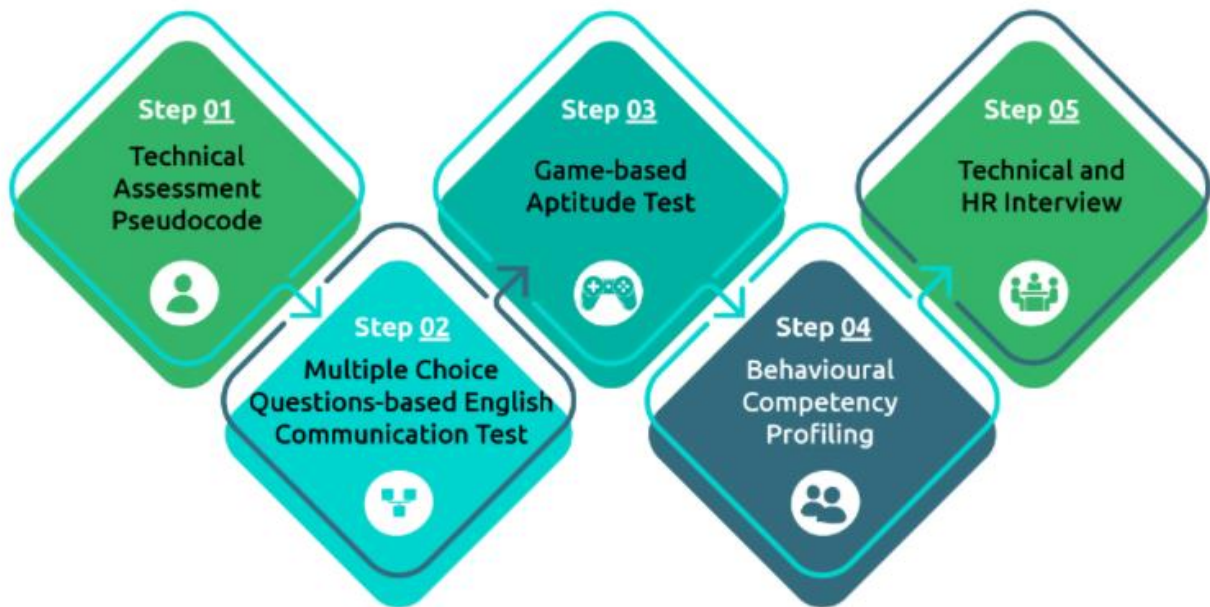 Step 01
Technical
Assessment
Pseudocode
Step 02
Multiple Choice
Questions-based English
Communication Test
Step 03
Game-based
Aptitude Test
Step 04
Behavioural
Competency
Profiling
Step 05
Technical and
HR Interview